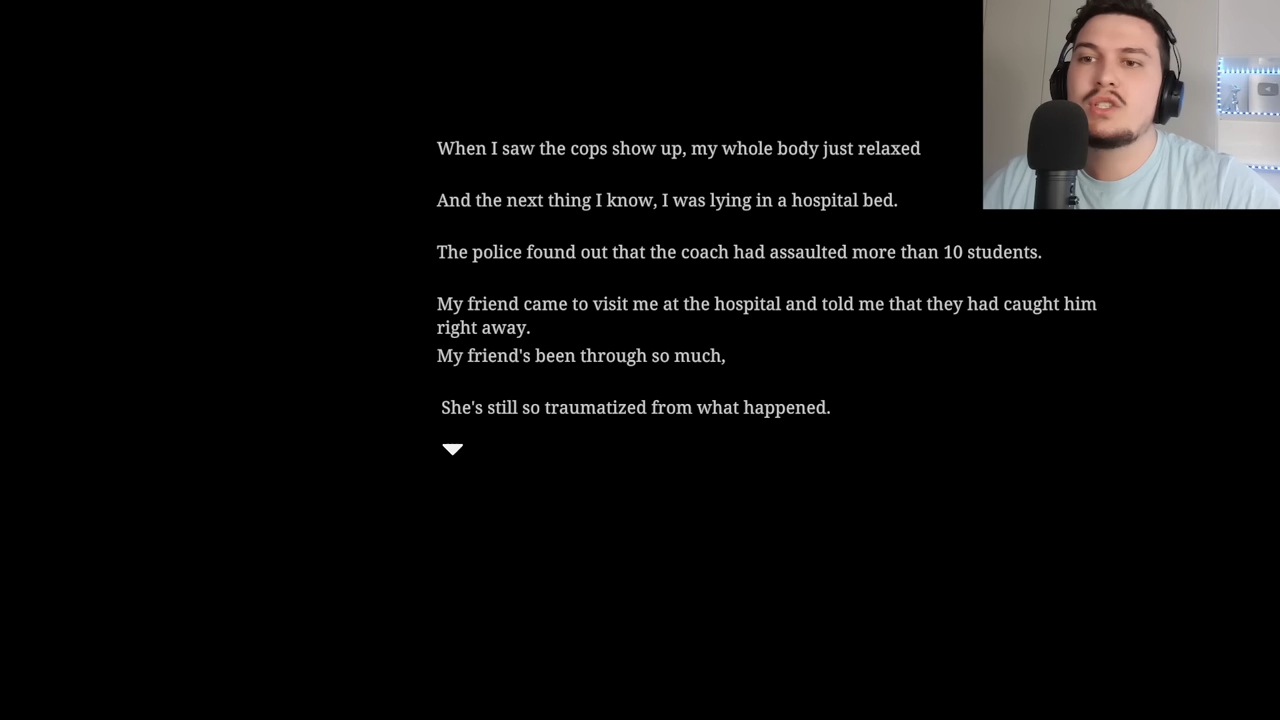 When I saw the cops show up, my whole body just relaxed
And the next thing I know, I was lying in a hospital bed.
The police found out that the coach had assaulted more than 10 students.
My friend came to visit me at the hospital and told me that they had caught him
right away.
My friend's been through so much,
She's still so traumatized from what happened.